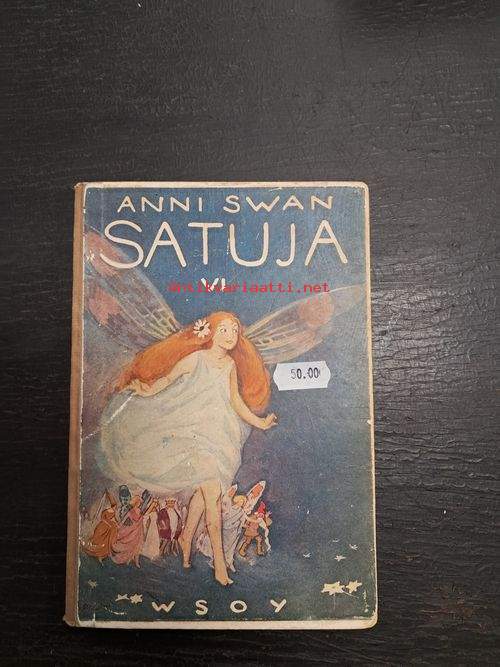 ANNI SWAN
SATUJA
VI
Antikvariaatti.net
50.00
WSOY